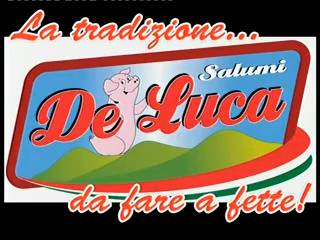 La tradizione...
Salumi
De Luca
da fare a fette!